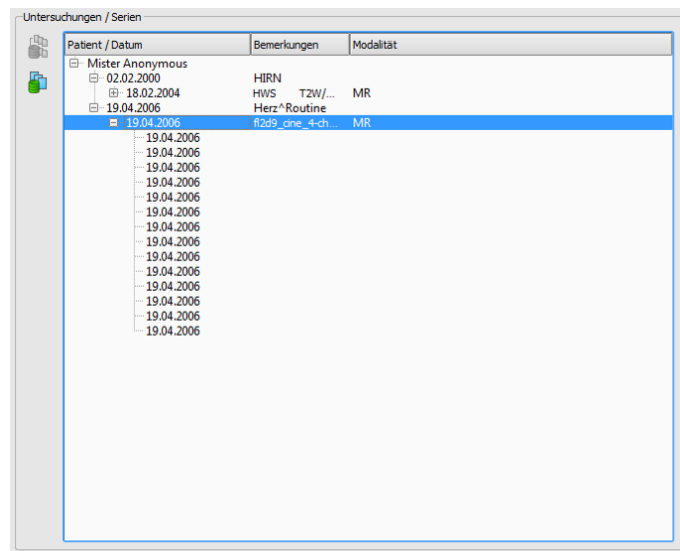 Untersuchungen / Serien
Patient / Datum Bemerkungen Modalität
Mister Anonymous
02.02.2000 HIRN
18.02.2004 HWS T2W/... MR
19.04.2006 Herz^Routine
19.04.2006 fl2d9_cine_4-ch... MR
19.04.2006
19.04.2006
19.04.2006
19.04.2006
19.04.2006
19.04.2006
19.04.2006
19.04.2006
19.04.2006
19.04.2006
19.04.2006
19.04.2006
19.04.2006
19.04.2006